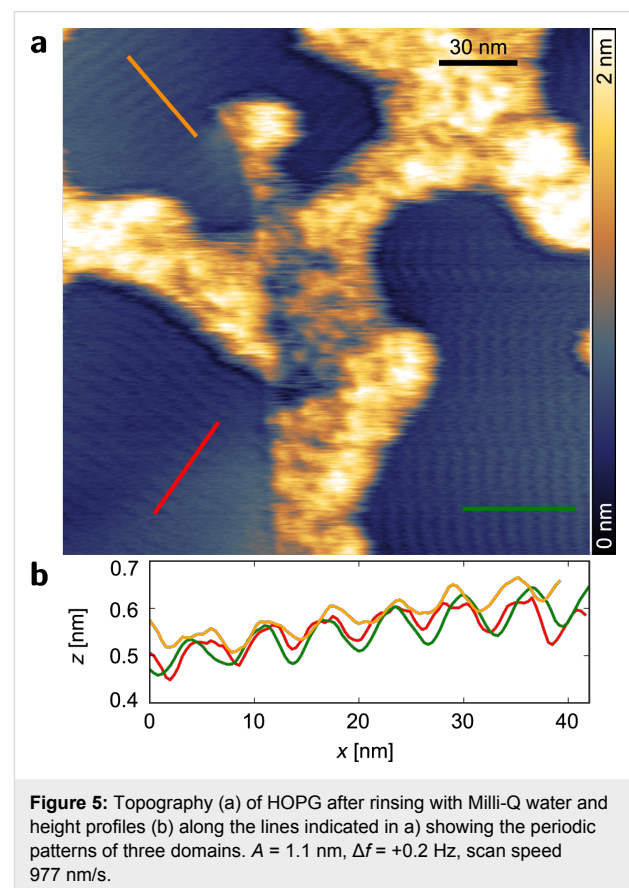 a
30 nm
2 nm
0 nm
b
0.7
0.6
0.5
0.4
z [nm]
0
10
20
30
40
x [nm]
Figure 5: Topography (a) of HOPG after rinsing with Milli-Q water and
height profiles (b) along the lines indicated in a) showing the periodic
patterns of three domains. A = 1.1 nm, Δf = +0.2 Hz, scan speed
977 nm/s.